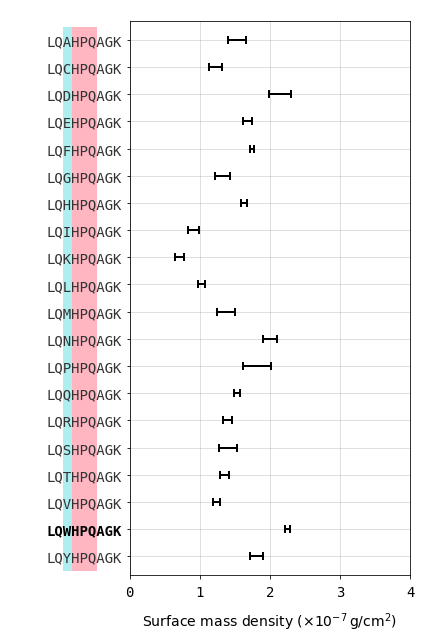 LQAHPQAGK
LQCHPQAGK
LQDHPQAGK
LQEHPQAGK
LQFHPQAGK
LQGHPQAGK
LQHHPQAGK
LQIHPQAGK
LQKHPQAGK
LQLHPQAGK
LQMHPQAGK
LQNHPQAGK
LQPHPQAGK
LQQHPQAGK
LQRHPQAGK
LQSHPQAGK
LQTHPQAGK
LQVHPQAGK
LQWHPQAGK
LQYHPQAGK
0 1 2 3 4
Surface mass density (×10⁻⁷ g/cm²)